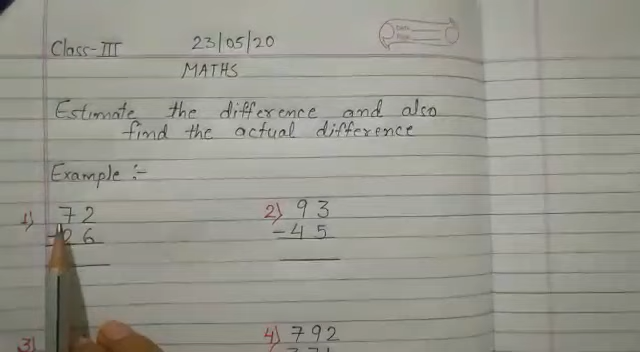 Class-III 23/05/20
MATHS
Estimate the difference and also
find the actual difference
Example :-
1) 72 2) 93
-26 -45
3) 4) 792